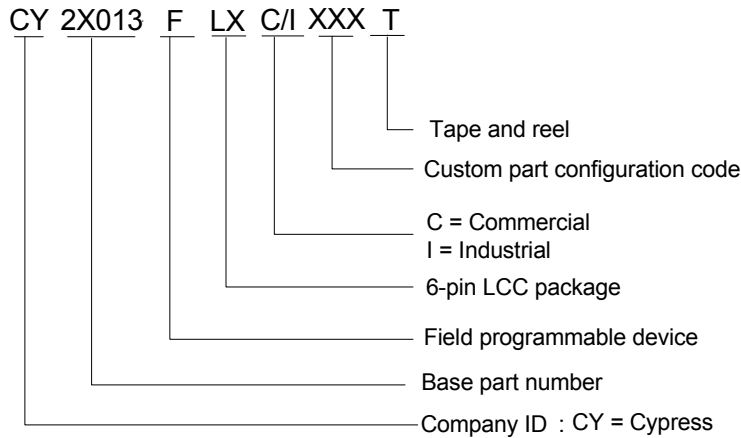 CY 2X013 F LX C/I XXX T
Tape and reel
Custom part configuration code
C = Commercial
I = Industrial
6-pin LCC package
Field programmable device
Base part number
Company ID : CY = Cypress